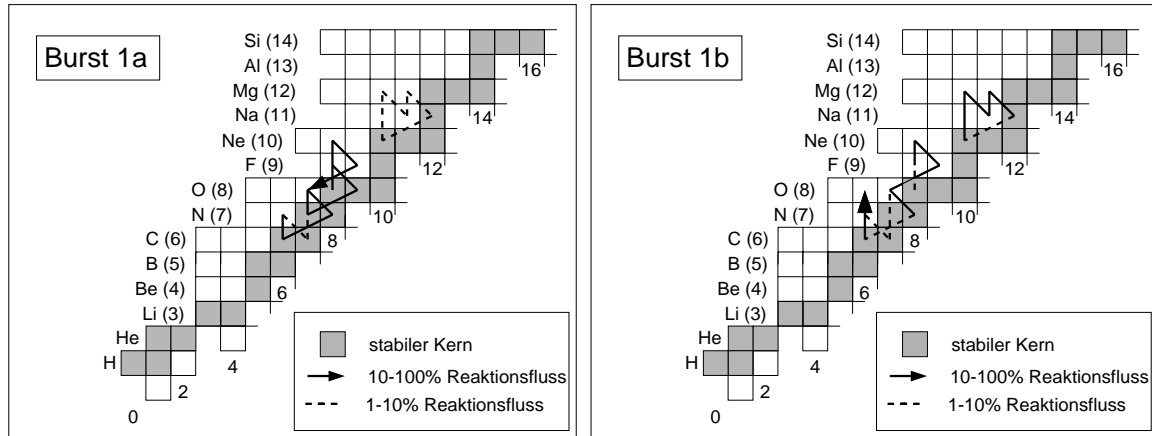 Burst 1a
Si (14)
Al (13)
Mg (12)
Na (11)
Ne (10)
F (9)
O (8)
N (7)
C (6)
B (5)
Be (4)
Li (3)
He
H
0
2
4
6
8
10
12
14
16
stabiler Kern
10-100% Reaktionsfluss
1-10% Reaktionsfluss
Burst 1b
Si (14)
Al (13)
Mg (12)
Na (11)
Ne (10)
F (9)
O (8)
N (7)
C (6)
B (5)
Be (4)
Li (3)
He
H
0
2
4
6
8
10
12
14
16
stabiler Kern
10-100% Reaktionsfluss
1-10% Reaktionsfluss